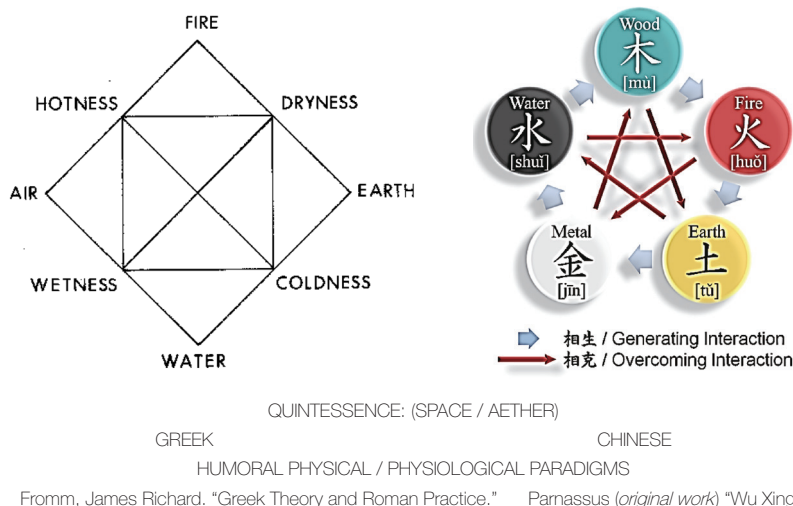 FIRE
HOTNESS
DRYNESS
AIR
EARTH
WETNESS
COLDNESS
WATER
Wood
木
[mù]
Water
水
[shuǐ]
Fire
火
[huǒ]
Metal
金
[jīn]
Earth
土
[tǔ]
相生 / Generating Interaction
相克 / Overcoming Interaction
QUINTESSENCE: (SPACE / AETHER)
GREEK CHINESE
HUMORAL PHYSICAL / PHYSIOLOGICAL PARADIGMS
Fromm, James Richard. “Greek Theory and Roman Practice.” Parnassus (original work) “Wu